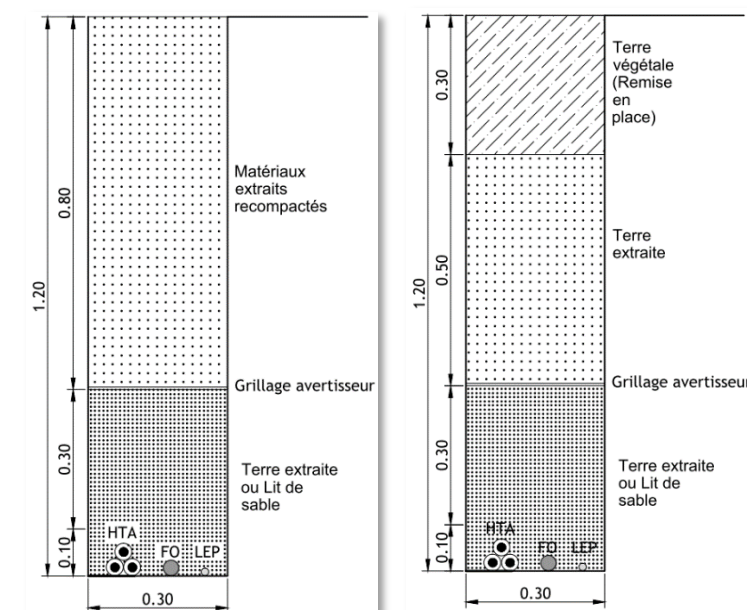 1.20
0.80
0.30
0.10
Matériaux
extraits
recompactés
Grillage avertisseur
Terre extraite
ou Lit de
sable
HTA
FO
LEP
0.30
1.20
0.30
0.50
0.30
0.10
Terre
végétale
(Remise
en
place)
Terre
extraite
Grillage avertisseur
Terre extraite
ou Lit de
sable
HTA
FO
LEP
0.30